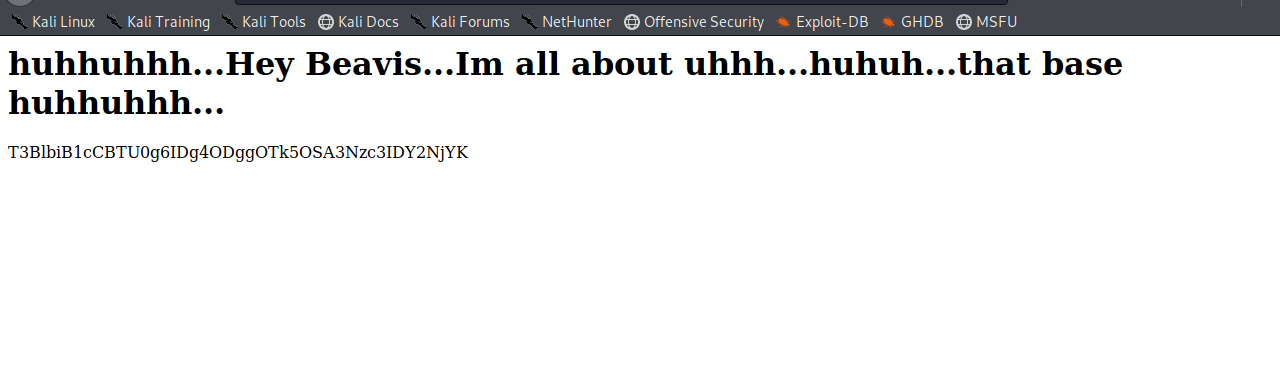 Kali Linux Kali Training Kali Tools Kali Docs Kali Forums NetHunter Offensive Security Exploit-DB GHDB MSFU
huhhuhhh...Hey Beavis...Im all about uhhh...huhuh...that base
huhhuhhh...
T3BlbiB1cCBTU0g6IDg4ODggOTk5OSA3Nzc3IDY2NjYK